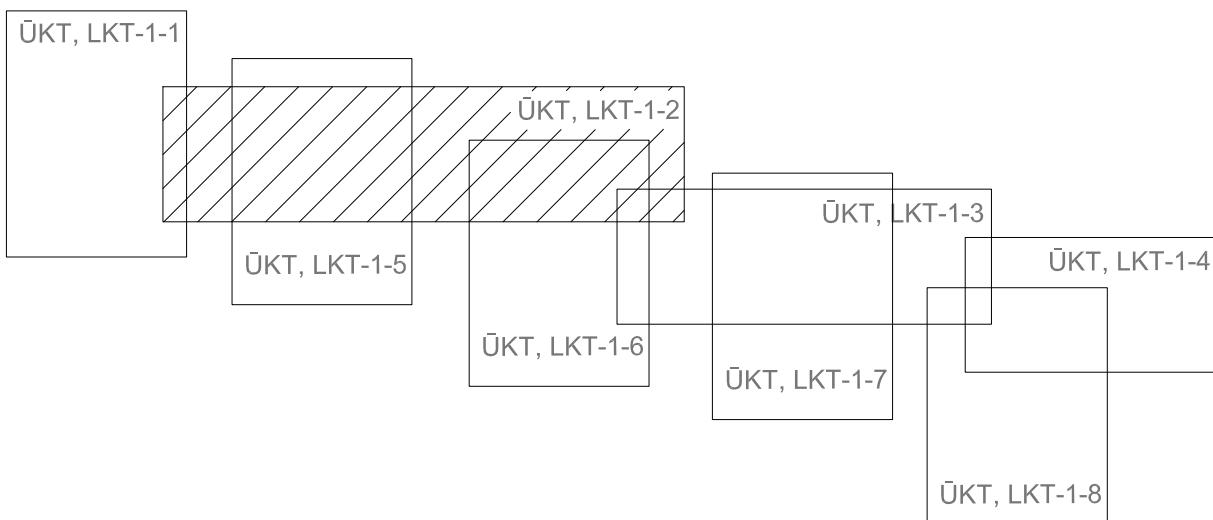 ŪKT, LKT-1-1
ŪKT, LKT-1-2
ŪKT, LKT-1-3
ŪKT, LKT-1-4
ŪKT, LKT-1-5
ŪKT, LKT-1-6
ŪKT, LKT-1-7
ŪKT, LKT-1-8